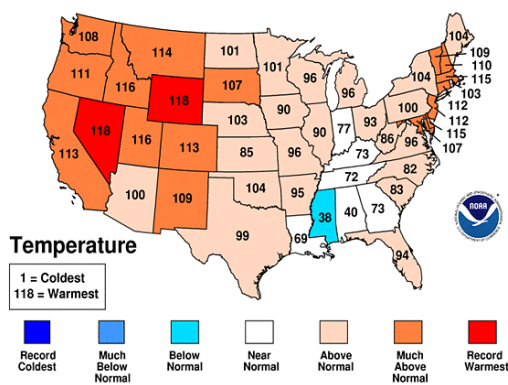 104
108
101
101
109
114
110
96
104
111
115
116
107
96
103
118
100
112
103
90
93
112
118
77
90
115
116
113
86
96
107
85
96
73
113
82
72
100
109
104
95
83
38
40
73
99
69
94
NOAA
Temperature
1 = Coldest
118 = Warmest
Record
Coldest
Much
Below
Normal
Below
Normal
Near
Normal
Above
Normal
Much
Above
Normal
Record
Warmest